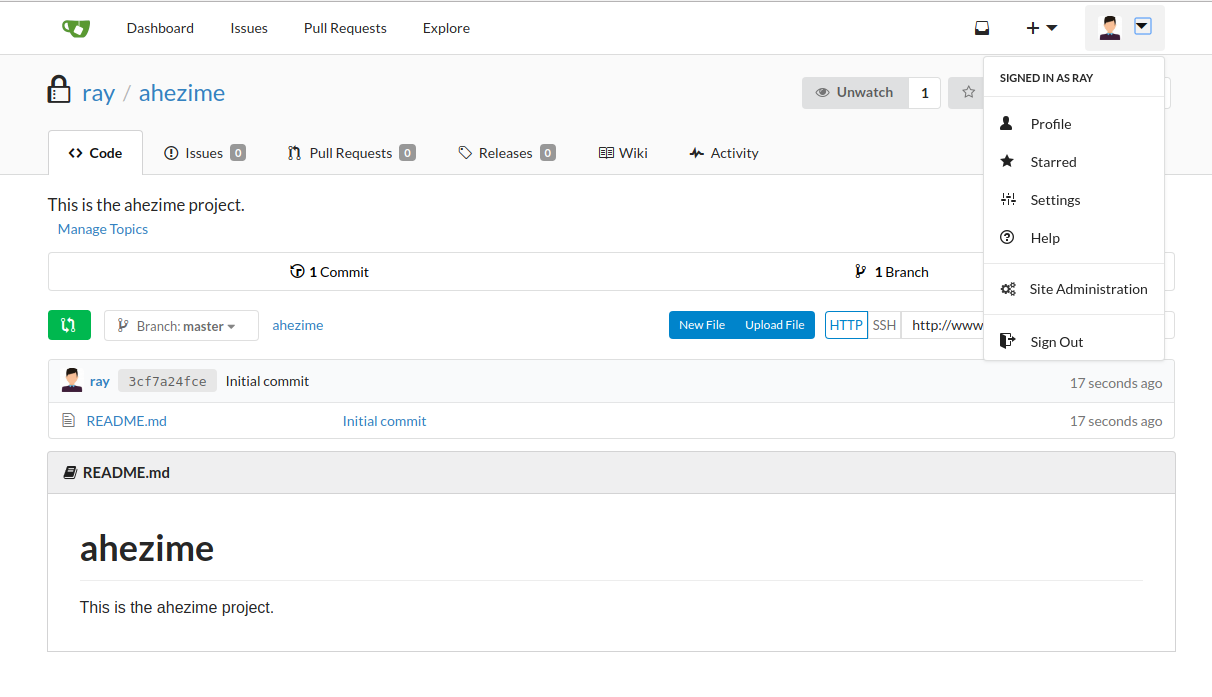 Dashboard Issues Pull Requests Explore
SIGNED IN AS RAY
ray / ahezime Unwatch 1
Profile
Code Issues 0 Pull Requests 0 Releases 0 Wiki Activity
Starred
Settings
This is the ahezime project.
Manage Topics
Help
1 Commit 1 Branch
Site Administration
Branch: master ahezime New File Upload File HTTP SSH http://www
Sign Out
ray 3cf7a24fce Initial commit 17 seconds ago
README.md Initial commit 17 seconds ago
README.md
ahezime
This is the ahezime project.